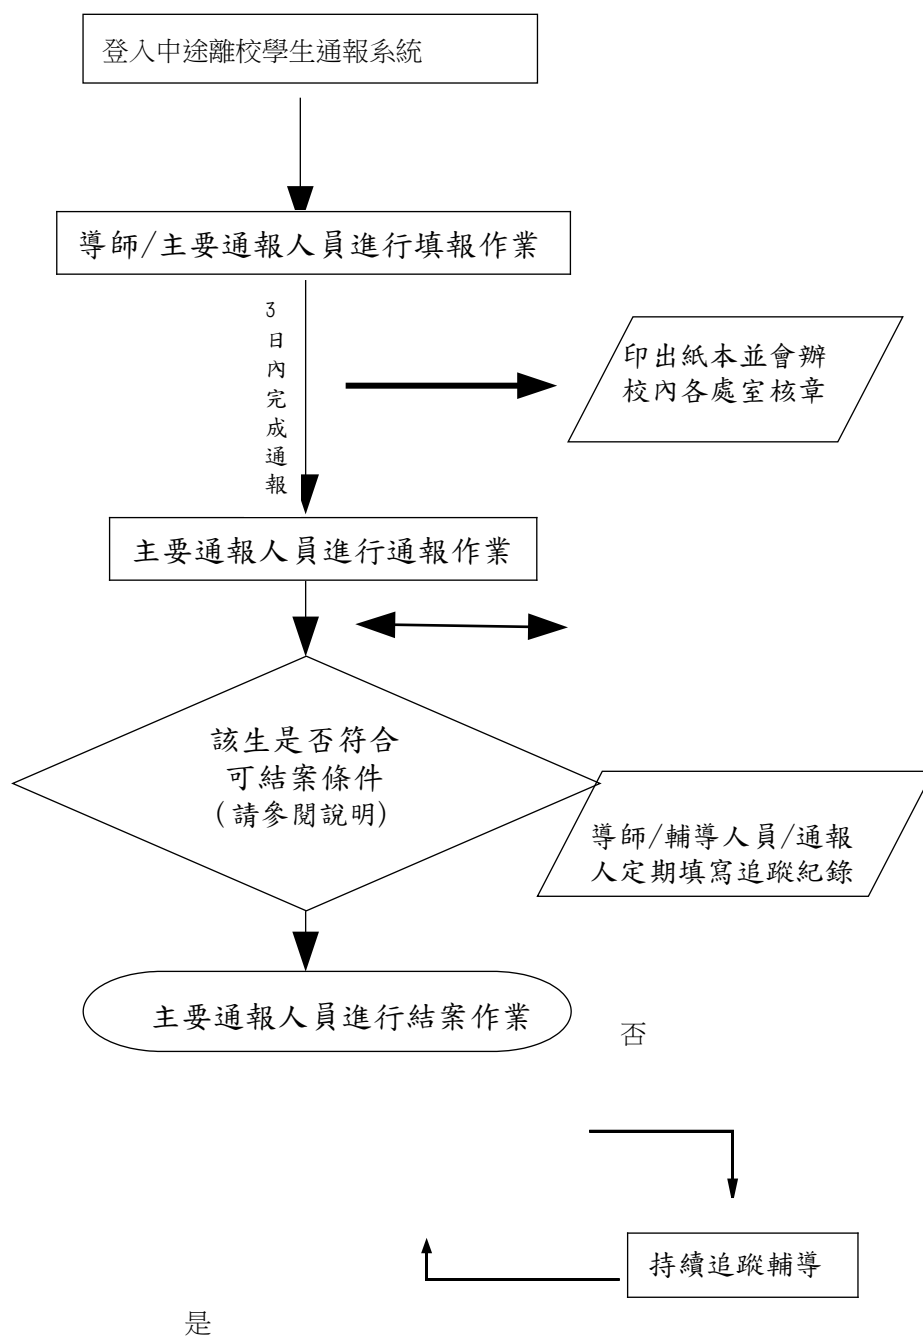 登入中途離校學生通報系統
導師/主要通報人員進行填報作業
3日內完成通報
印出紙本並會辦
校內各處室核章
主要通報人員進行通報作業
該生是否符合
可結案條件
(請參閱說明)
導師/輔導人員/通報
人定期填寫追蹤紀錄
主要通報人員進行結案作業
否
持續追蹤輔導
是